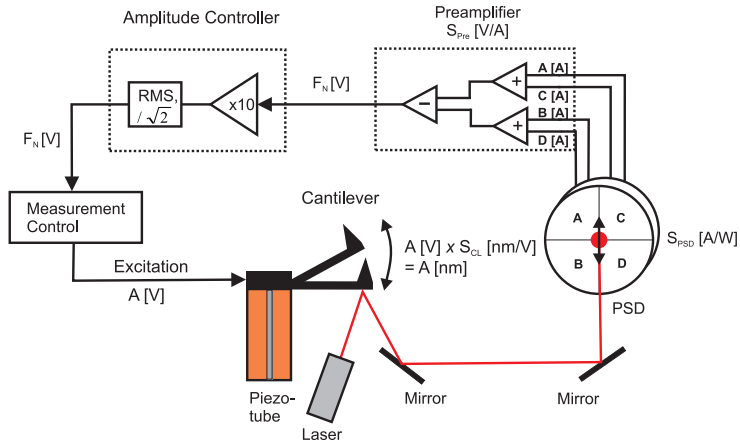 Amplitude Controller
Preamplifier
S_Pre [V/A]
RMS,
/ √2
x10
F_N [V]
–
+
+
A [A]
C [A]
B [A]
D [A]
F_N [V]
Measurement
Control
Excitation
A [V]
Cantilever
A [V] x S_CL [nm/V]
= A [nm]
A
C
B
D
S_PSD [A/W]
PSD
Piezo-
tube
Laser
Mirror
Mirror